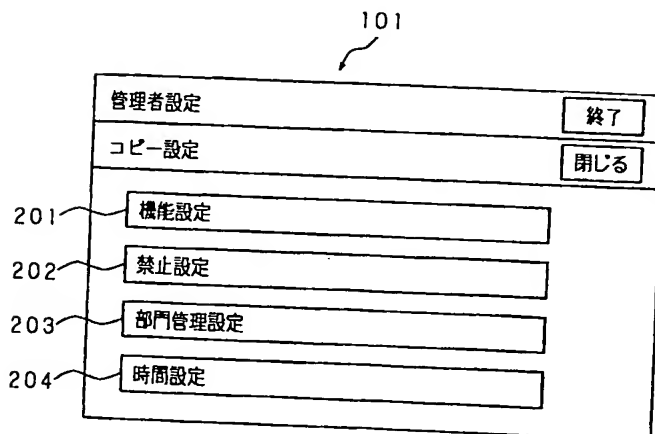 101
管理者設定 終了
コピー設定 閉じる
201 機能設定
202 禁止設定
203 部門管理設定
204 時間設定